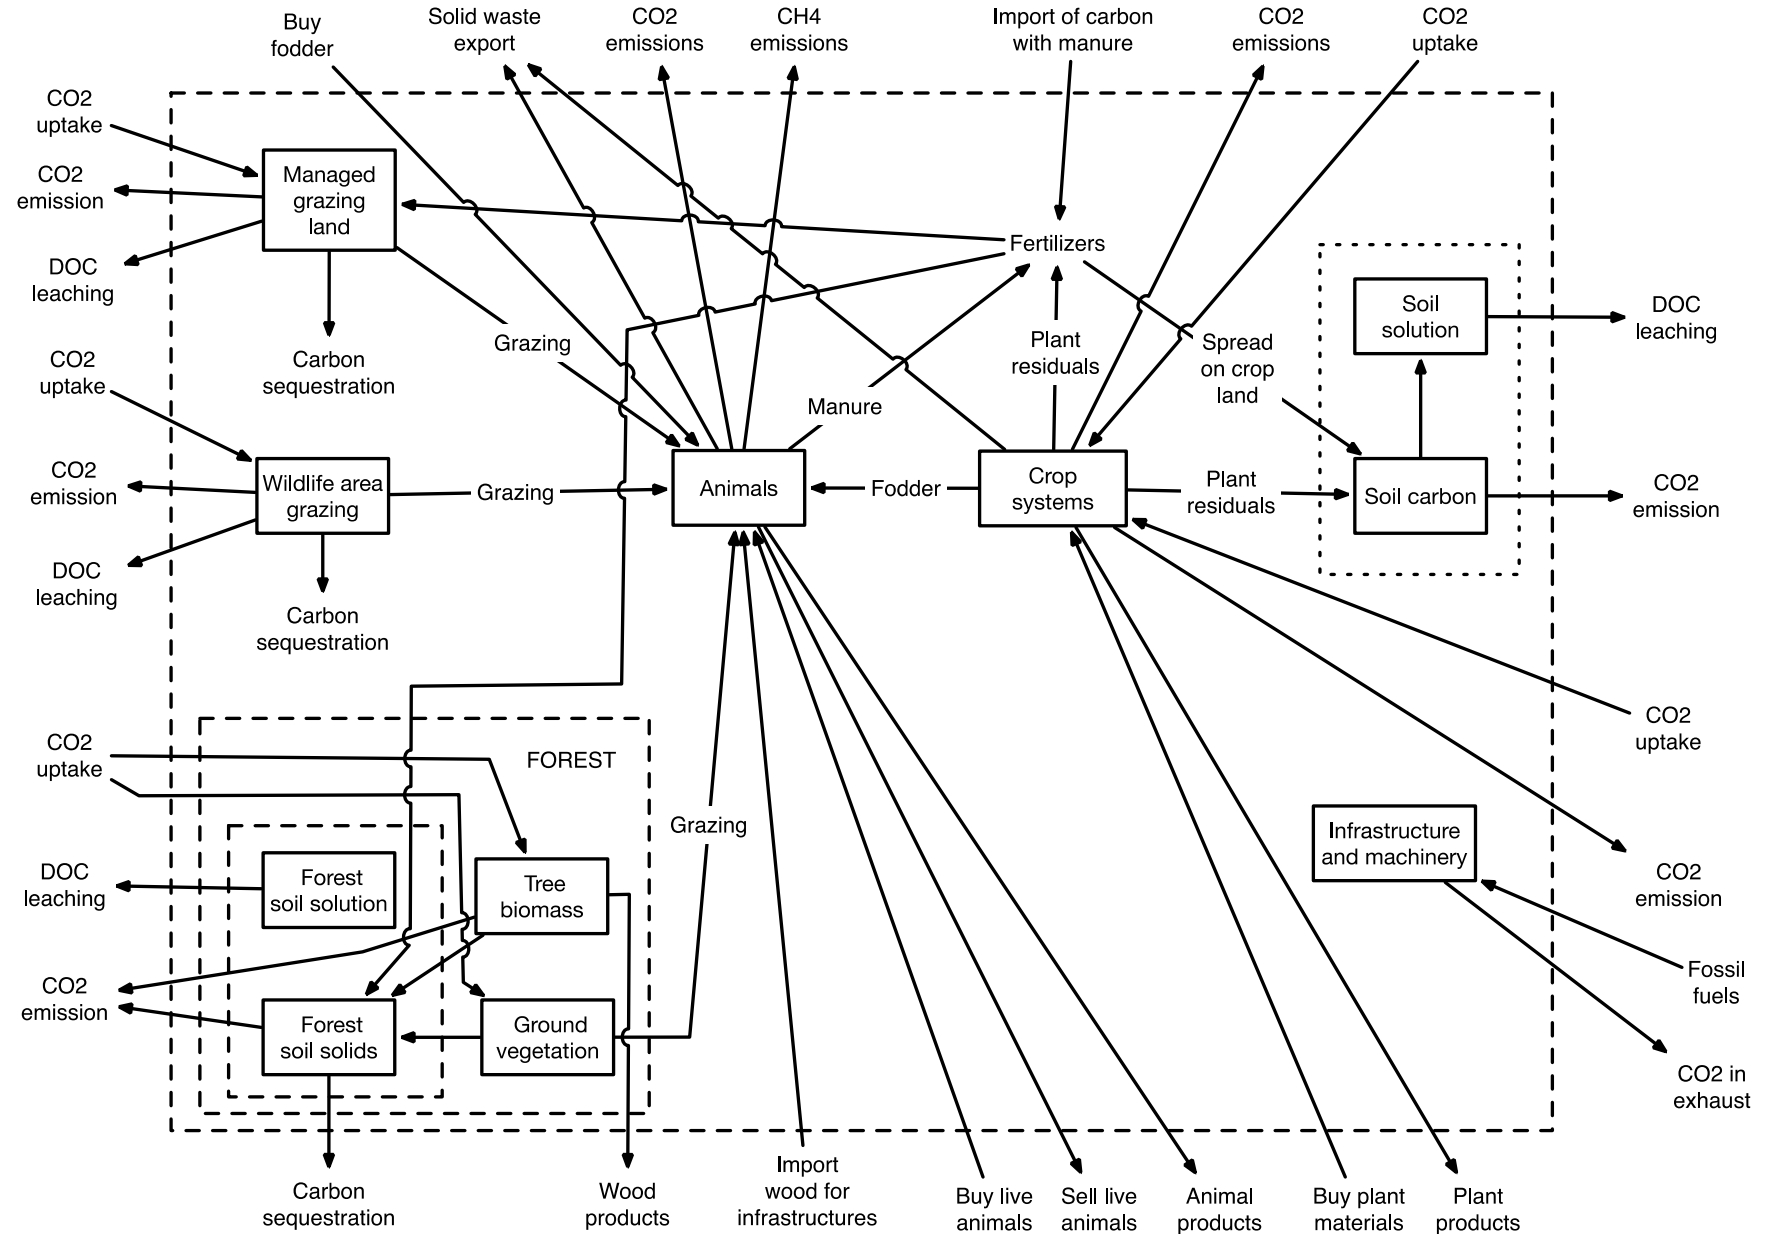 Buy
fodder
Solid waste
export
CO2
emissions
CH4
emissions
Import of carbon
with manure
CO2
emissions
CO2
uptake
CO2
uptake
CO2
emission
DOC
leaching
Managed
grazing
land
Carbon
sequestration
Grazing
Fertilizers
Plant
residuals
Spread
on crop
land
Manure
Soil
solution
DOC
leaching
CO2
uptake
CO2
emission
DOC
leaching
Wildlife area
grazing
Carbon
sequestration
Grazing
Animals
Fodder
Crop
systems
Plant
residuals
Soil carbon
CO2
emission
CO2
uptake
CO2
uptake
FOREST
Grazing
Infrastructure
and machinery
CO2
emission
DOC
leaching
Forest
soil solution
Tree
biomass
CO2
emission
Forest
soil solids
Ground
vegetation
Fossil
fuels
CO2 in
exhaust
Carbon
sequestration
Wood
products
Import
wood for
infrastructures
Buy live
animals
Sell live
animals
Animal
products
Buy plant
materials
Plant
products